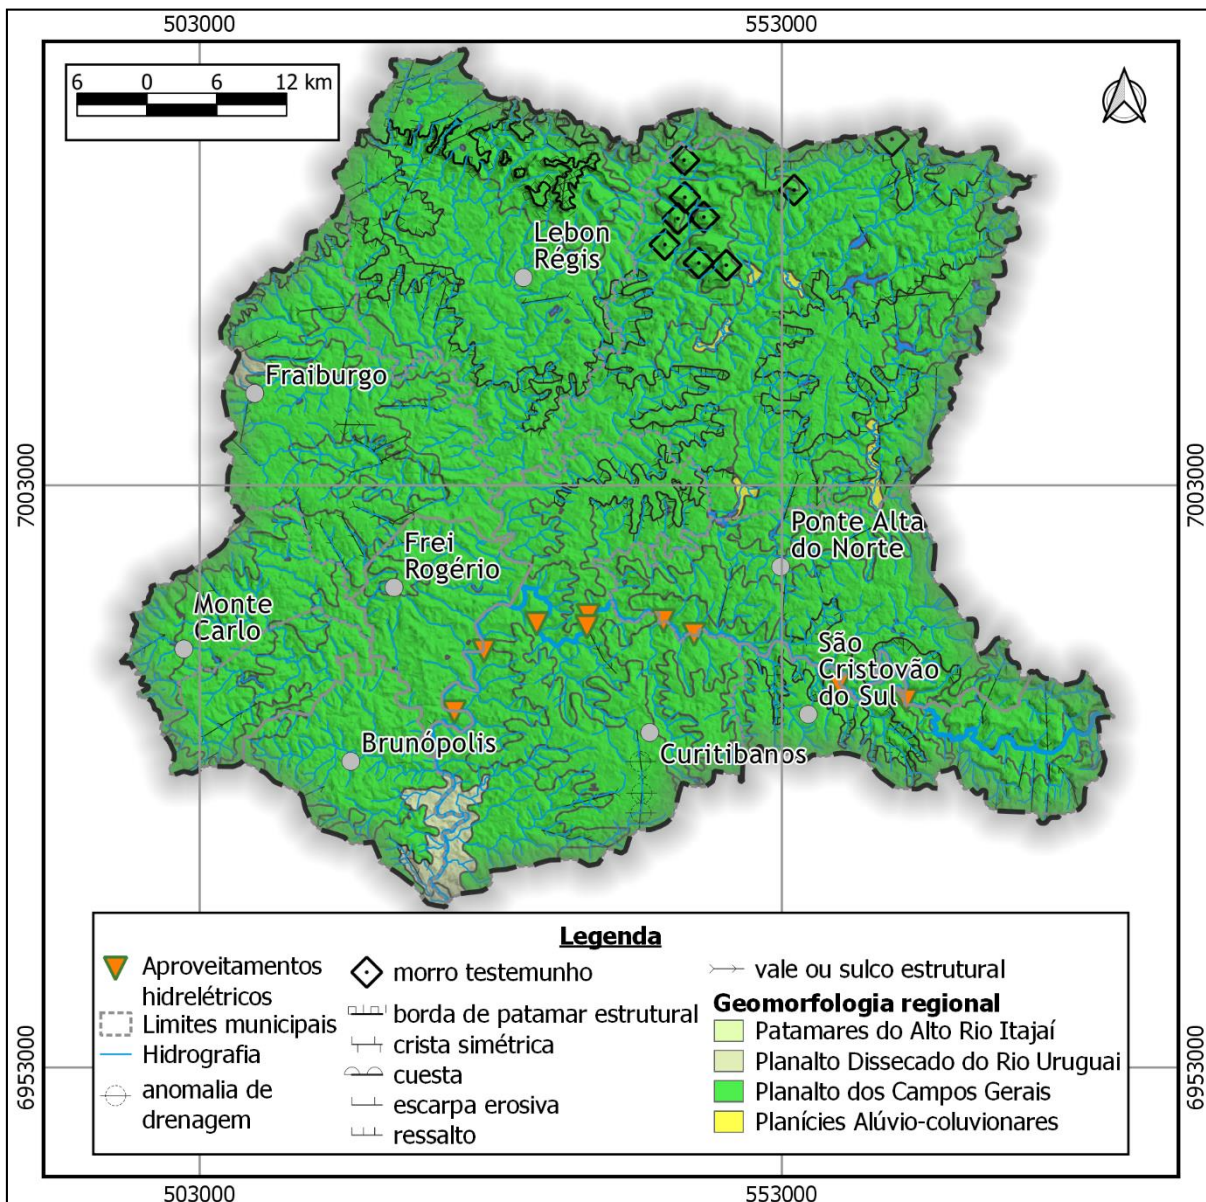 503000
553000
6 0 6 12 km
Lebon
Régis
Fraiburgo
7003000
7003000
Ponte Alta
do Norte
Frei
Rogério
Monte
Carlo
São
Cristovão
do Sul
Brunópolis
Curitibanos
Legenda
Aproveitamentos
hidrelétricos
Limites municipais
Hidrografia
anomalia de
drenagem
morro testemunho
borda de patamar estrutural
crista simétrica
cuesta
escarpa erosiva
ressalto
vale ou sulco estrutural
Geomorfologia regional
Patamares do Alto Rio Itajaí
Planalto Dissecado do Rio Uruguai
Planalto dos Campos Gerais
Planícies Alúvio-coluvionares
6953000
6953000
503000
553000